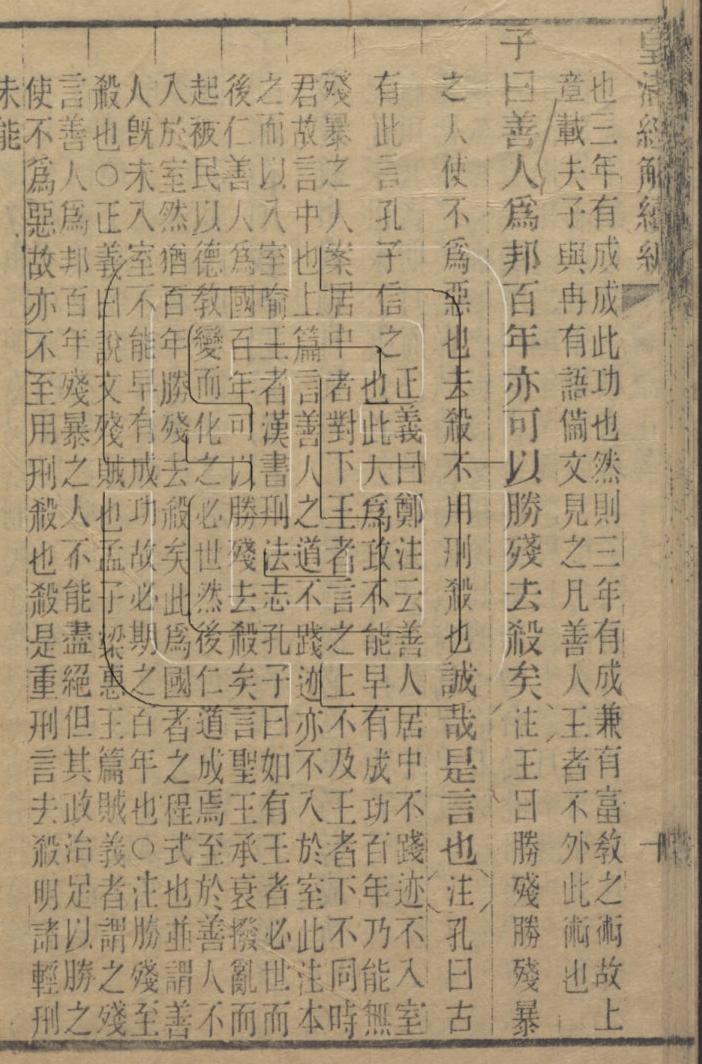 皇清經解續編
也三年有成成此功也然則三年有成兼有富教之術故上
章載夫子與冉有語備文見之凡善人王者不外此術也
子曰善人爲邦百年亦可以勝殘去殺矣注王曰勝殘勝殘暴
之人使不爲惡也去殺不用刑殺也誠哉是言也注孔曰古
有此言孔子信之正義曰鄭注云善人居中不踐迹不入室
也此人爲政不能早有成功百年乃能無
殘暴之人案居中者對下王者言之上不及王者下不同時
君故言中也上篇言善人之道不踐迹亦不入於室此注本
之而以入室喻王者漢書刑法志孔子曰如有王者必世而
後仁善人爲國百年可以勝殘去殺矣言聖王承衰撥亂而
起被民以德教變而化之必世然後仁道成焉至於善人不
入於室然猶百年勝殘去殺矣此爲國者之程式也並謂善
人旣未入室不能早有成功故必期之百年也○注勝殘至
殺也○正義曰說文殘賊也孟子梁惠王篇賊義者謂之殘
言善人爲邦百年殘暴之人不能盡絕但其政治足以勝之
使不爲惡故亦不至用刑殺也殺是重刑言去殺明諸輕刑
未能